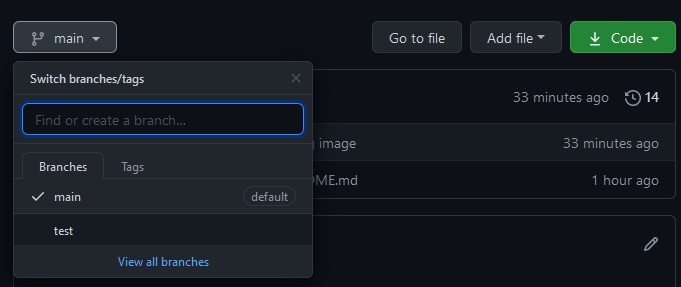 main
Go to file
Add file
Code
Switch branches/tags
33 minutes ago
14
Find or create a branch...
image
33 minutes ago
Branches
Tags
ME.md
1 hour ago
main
default
test
View all branches